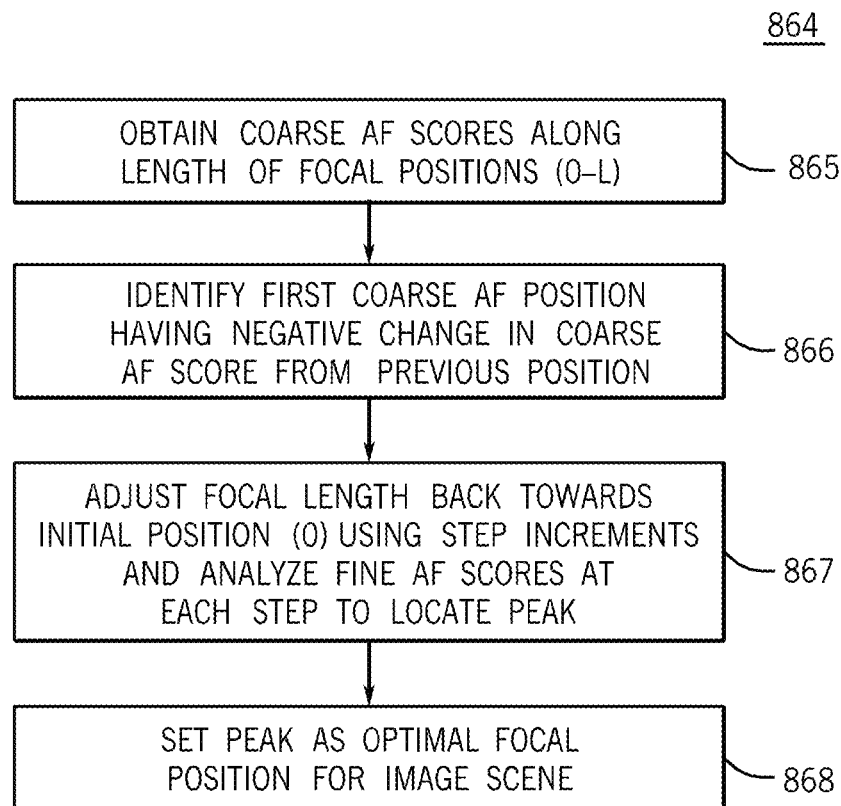 864
OBTAIN COARSE AF SCORES ALONG
LENGTH OF FOCAL POSITIONS (0–L)
865
IDENTIFY FIRST COARSE AF POSITION
HAVING NEGATIVE CHANGE IN COARSE
AF SCORE FROM PREVIOUS POSITION
866
ADJUST FOCAL LENGTH BACK TOWARDS
INITIAL POSITION (0) USING STEP INCREMENTS
AND ANALYZE FINE AF SCORES AT
EACH STEP TO LOCATE PEAK
867
SET PEAK AS OPTIMAL FOCAL
POSITION FOR IMAGE SCENE
868